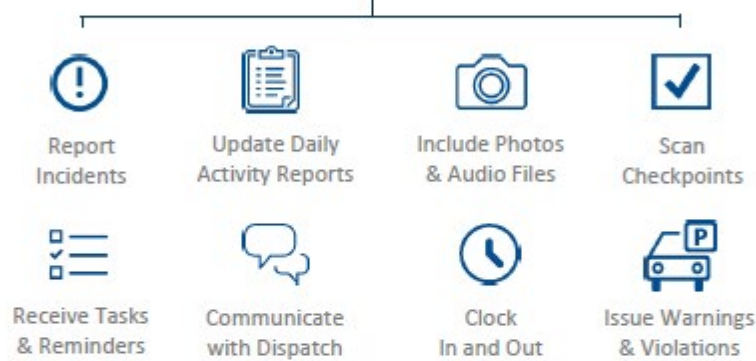 Report
Incidents
Update Daily
Activity Reports
Include Photos
& Audio Files
Scan
Checkpoints
P
Receive Tasks
& Reminders
Communicate
with Dispatch
Clock
In and Out
Issue Warnings
& Violations